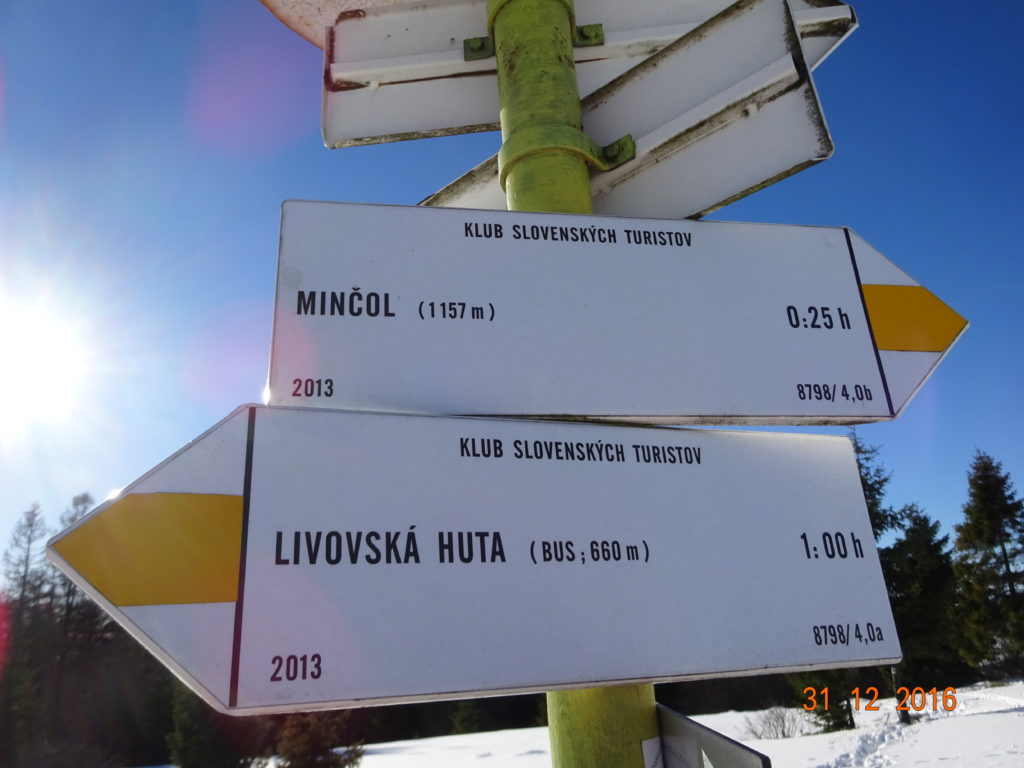 KLUB SLOVENSKÝCH TURISTOV
MINČOL (1157 m)
0:25 h
2013
8798/4,0b
KLUB SLOVENSKÝCH TURISTOV
LIVOVSKÁ HUTA (BUS; 660 m)
1:00 h
2013
8798/4,0a
31 12 2016